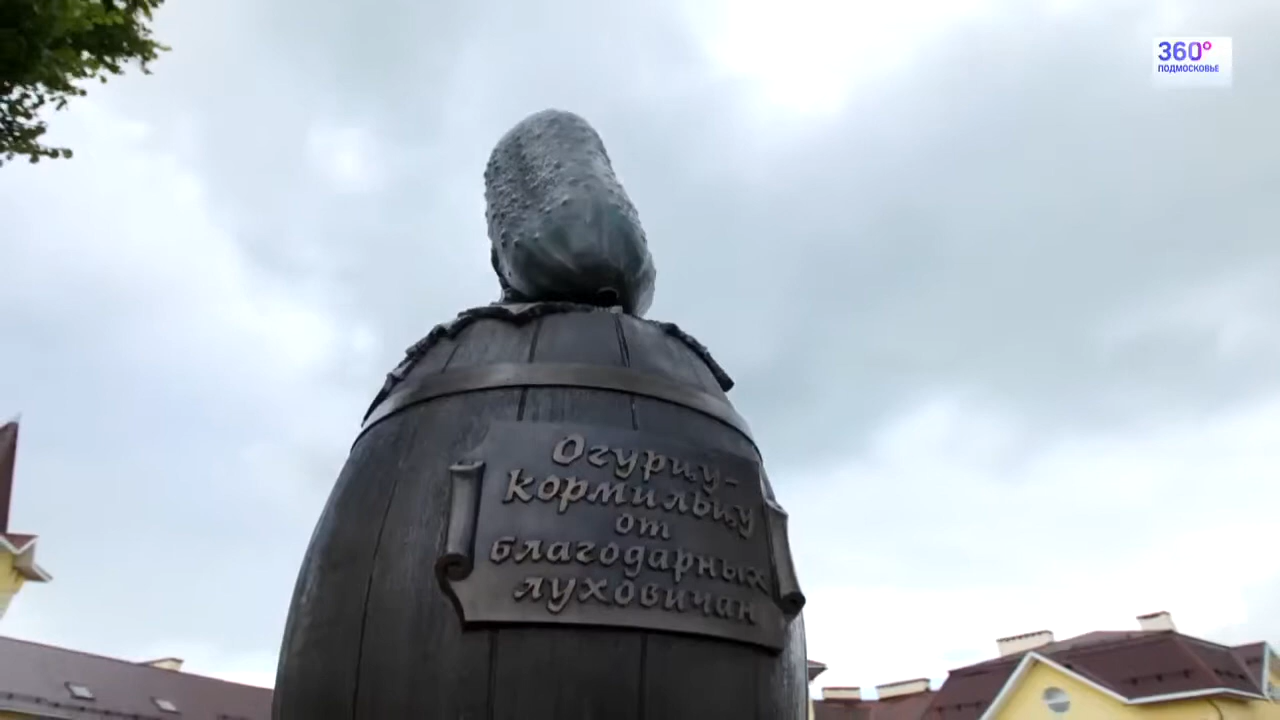 360°
ПОДМОСКОВЬЕ
Огурцу-
кормильцу
от
благодарных
луховичан